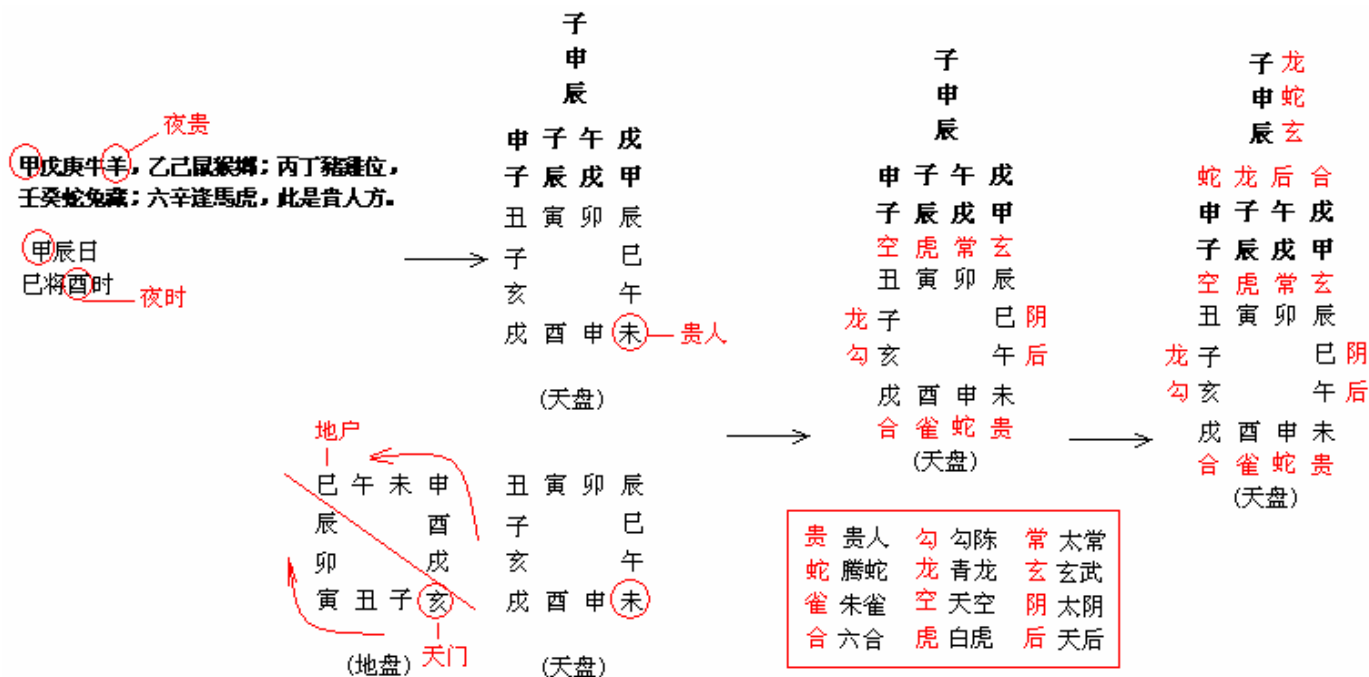 夜贵
甲戊庚牛羊，乙己鼠猴鄉；丙丁豬雞位，
壬癸蛇兔藏；六辛逢馬虎，此是貴人方。
甲辰日
巳将酉时
夜时
子
申
辰
申 子 午 戌
子 辰 戌 甲
丑 寅 卯 辰
子 巳
亥 午
戌 酉 申 未
贵人
(天盘)
地户
巳 午 未 申
辰 酉
卯 戌
寅 丑 子 亥
天门
(地盘)
丑 寅 卯 辰
子 巳
亥 午
戌 酉 申 未
(天盘)
子
申
辰
申 子 午 戌
子 辰 戌 甲
空 虎 常 玄
丑 寅 卯 辰
龙 子 巳 阴
勾 亥 午 后
戌 酉 申 未
合 雀 蛇 贵
(天盘)
子 龙
申 蛇
辰 玄
蛇 龙 后 合
申 子 午 戌
子 辰 戌 甲
空 虎 常 玄
丑 寅 卯 辰
龙 子 巳 阴
勾 亥 午 后
戌 酉 申 未
合 雀 蛇 贵
(天盘)
贵 贵人 勾 勾陈 常 太常
蛇 腾蛇 龙 青龙 玄 玄武
雀 朱雀 空 天空 阴 太阴
合 六合 虎 白虎 后 天后